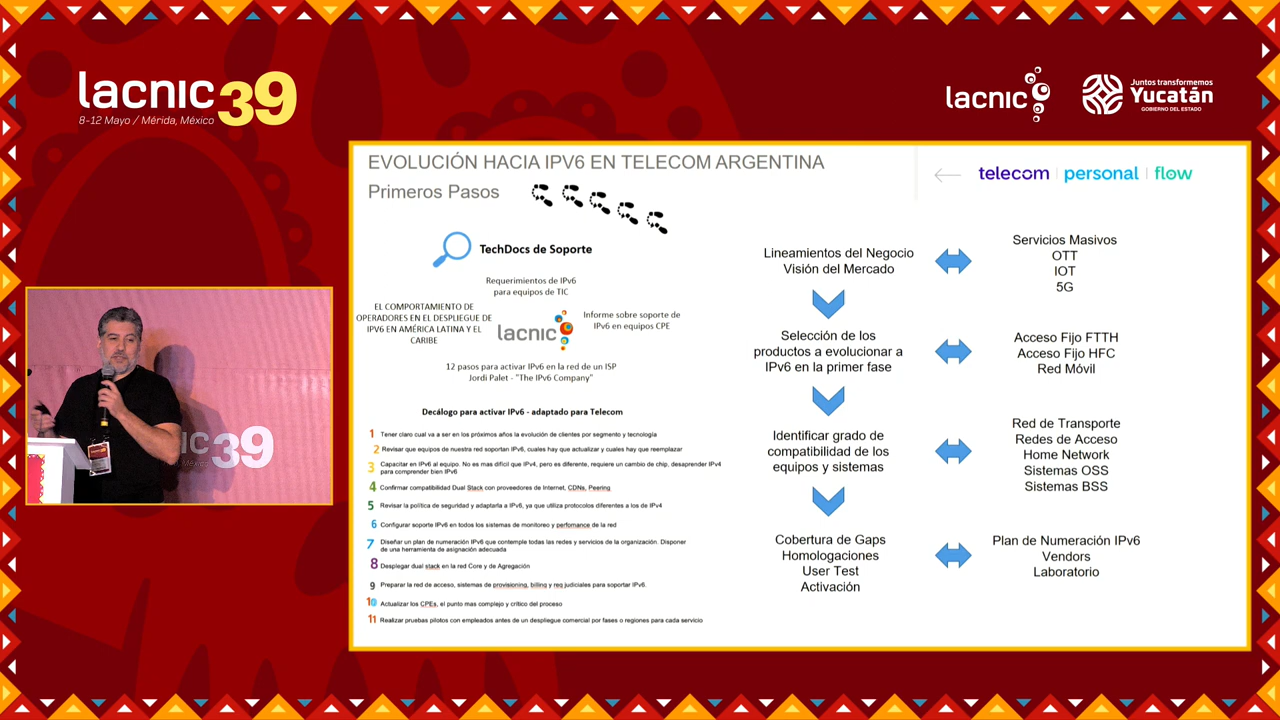 lacnic39
8-12 Mayo / Mérida, México
lacnic
Juntos transformemos
Yucatán
GOBIERNO DEL ESTADO
EVOLUCIÓN HACIA IPV6 EN TELECOM ARGENTINA
Primeros Pasos
telecom | personal | flow
TechDocs de Soporte
Requerimientos de IPv6
para equipos de TIC
EL COMPORTAMIENTO DE
OPERADORES EN EL DESPLIEGUE DE
IPV6 EN AMÉRICA LATINA Y EL
CARIBE
lacnic
Informe sobre soporte de
IPv6 en equipos CPE
12 pasos para activar IPv6 en la red de un ISP
Jordi Palet - "The IPv6 Company"
Decálogo para activar IPv6 - adaptado para Telecom
1 Tener claro cual va a ser en los próximos años la evolución de clientes por segmento y tecnología
2 Revisar que equipos de nuestra red soportan IPv6, cuales hay que actualizar y cuales hay que reemplazar
3 Capacitar en IPv6 al equipo. No es mas difícil que IPv4, pero es diferente, requiere un cambio de chip, desaprender IPv4
para comprender bien IPv6
4 Confirmar compatibilidad Dual Stack con proveedores de Internet, CDNs, Peering
5 Revisar la política de seguridad y adaptarla a IPv6, ya que utiliza protocolos diferentes a los de IPv4
6 Configurar soporte IPv6 en todos los sistemas de monitoreo y perfomance de la red
7 Diseñar un plan de numeración IPv6 que contemple todas las redes y servicios de la organización. Disponer
de una herramienta de asignación adecuada
8 Desplegar dual stack en la red Core y de Agregación
9 Preparar la red de acceso, sistemas de provisioning, billing y req judiciales para soportar IPv6.
10 Actualizar los CPEs, el punto mas complejo y crítico del proceso
11 Realizar pruebas pilotos con empleados antes de un despliegue comercial por fases o regiones para cada servicio
Lineamientos del Negocio
Visión del Mercado
Servicios Masivos
OTT
IOT
5G
Selección de los
productos a evolucionar a
IPv6 en la primer fase
Acceso Fijo FTTH
Acceso Fijo HFC
Red Móvil
Identificar grado de
compatibilidad de los
equipos y sistemas
Red de Transporte
Redes de Acceso
Home Network
Sistemas OSS
Sistemas BSS
Cobertura de Gaps
Homologaciones
User Test
Activación
Plan de Numeración IPv6
Vendors
Laboratorio
39